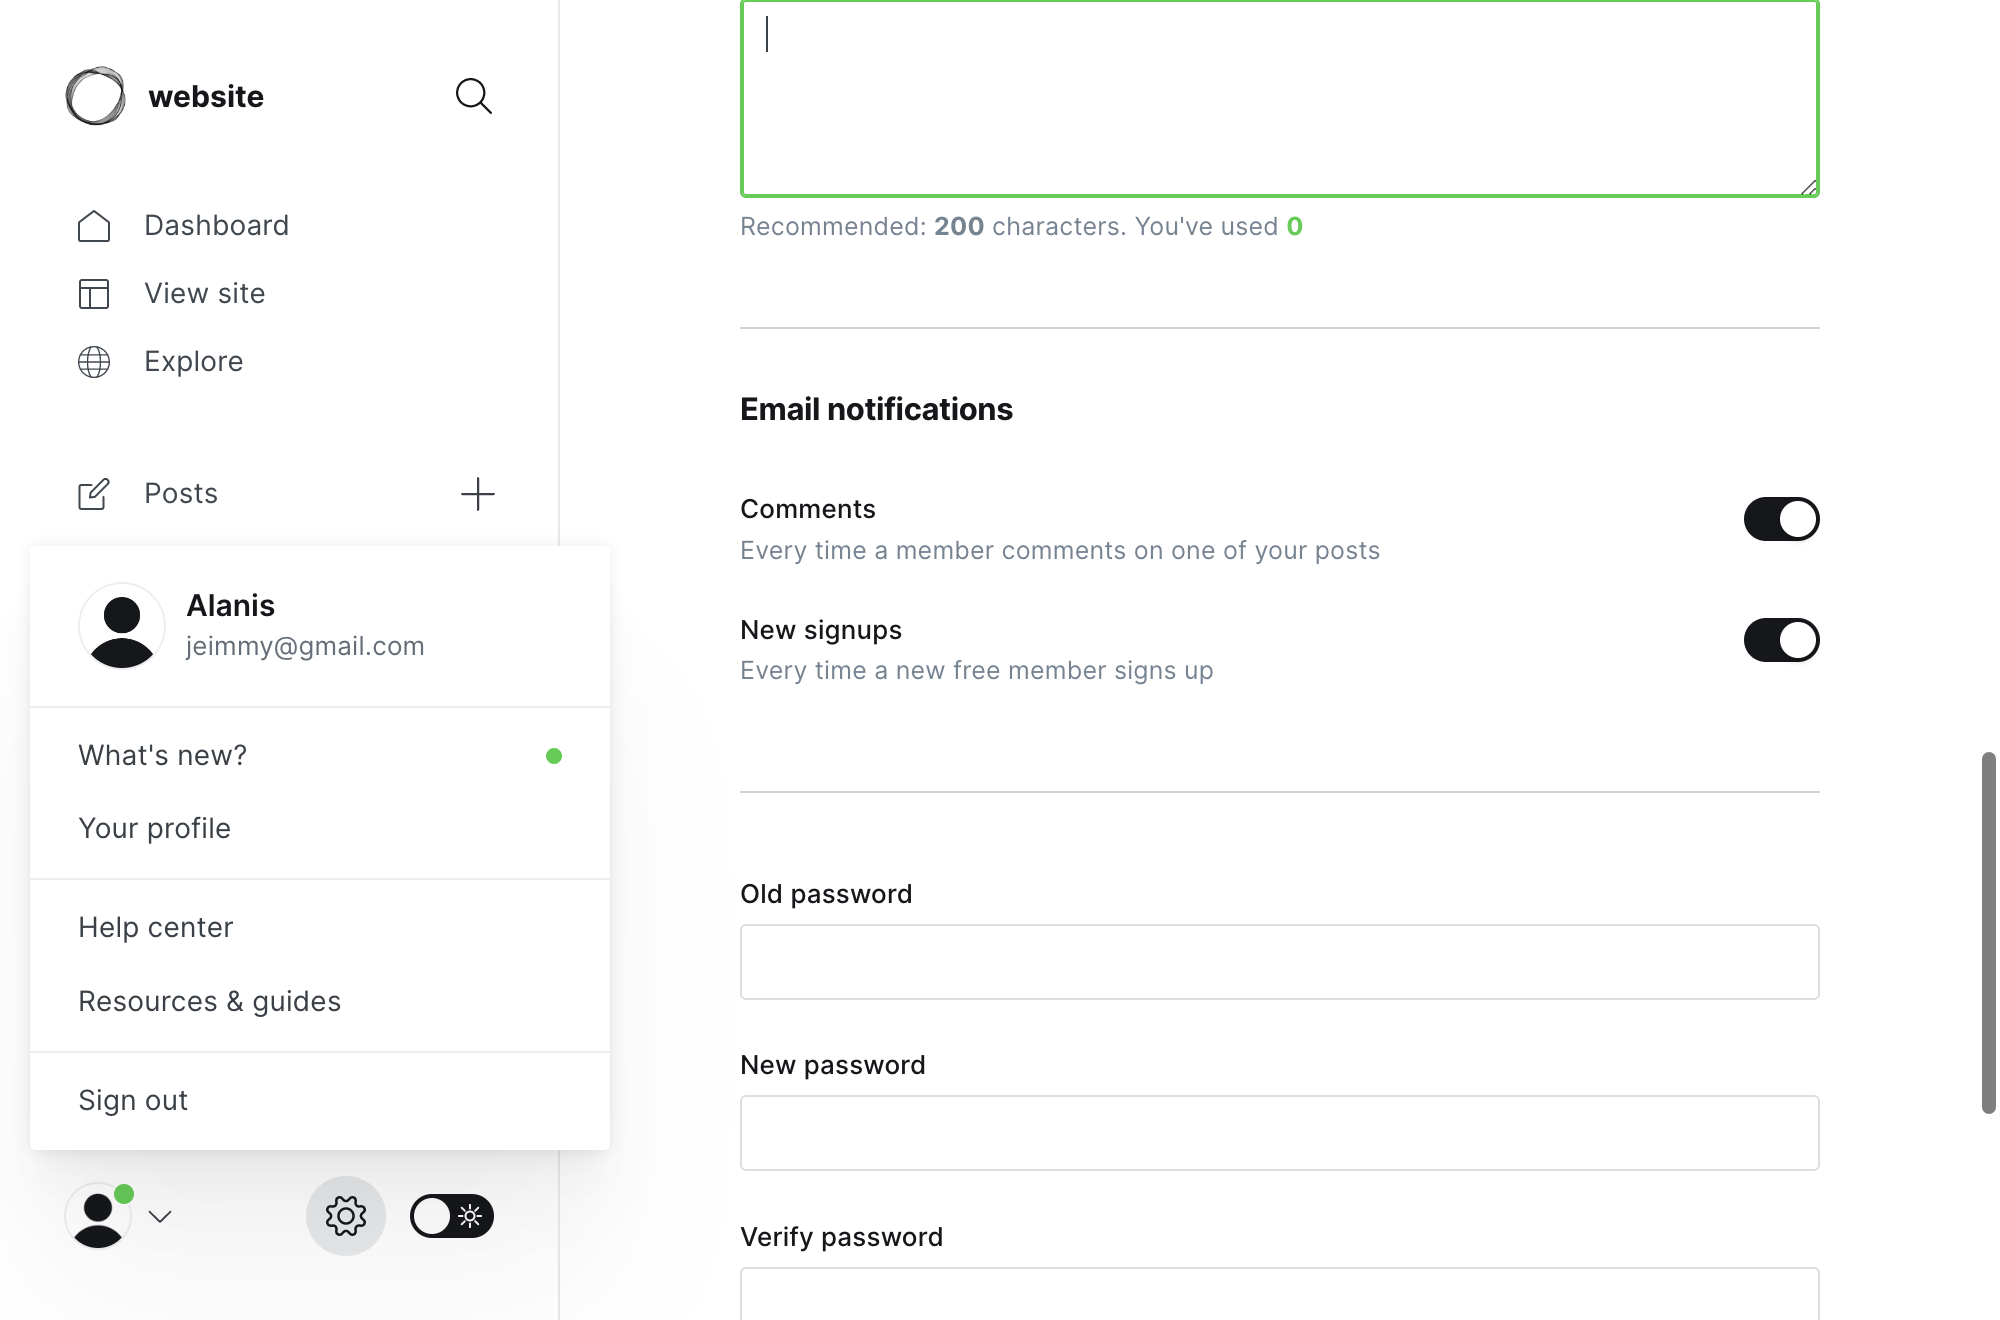 website
Dashboard
View site
Explore
Posts
Alanis
jeimmy@gmail.com
What's new?
Your profile
Help center
Resources & guides
Sign out
Recommended: 200 characters. You've used 0
Email notifications
Comments
Every time a member comments on one of your posts
New signups
Every time a new free member signs up
Old password
New password
Verify password